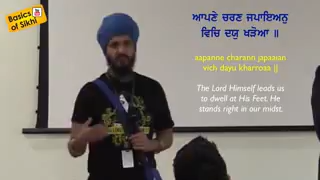 Basics
of Sikhi
ਆਪਣੇ ਚਰਣ ਜਪਾਇਅਨੁ
ਵਿਚਿ ਦਯੁ ਖੜੋਆ ॥
aapanne charann japaaian
vich dayu kharroaa ||
The Lord Himself leads us
to dwell at His Feet. He
stands right in our midst.